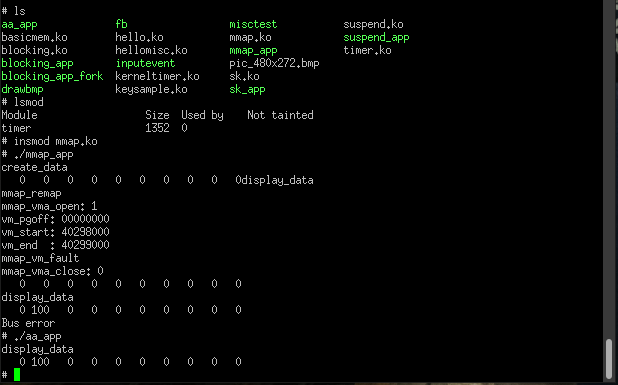 # ls
aa_app fb misctest suspend.ko
basicmem.ko hello.ko mmap.ko suspend_app
blocking.ko hellomisc.ko mmap_app timer.ko
blocking_app inputevent pic_480x272.bmp
blocking_app_fork kerneltimer.ko sk.ko
drawbmp keysample.ko sk_app
# lsmod
Module Size Used by Not tainted
timer 1352 0
# insmod mmap.ko
# ./mmap_app
create_data
0 0 0 0 0 0 0 0 0 0display_data
mmap_remap
mmap_vma_open: 1
vm_pgoff: 00000000
vm_start: 40298000
vm_end : 40299000
mmap_vm_fault
mmap_vma_close: 0
0 0 0 0 0 0 0 0 0 0
display_data
0 100 0 0 0 0 0 0 0 0
Bus error
# ./aa_app
display_data
0 100 0 0 0 0 0 0 0 0
#